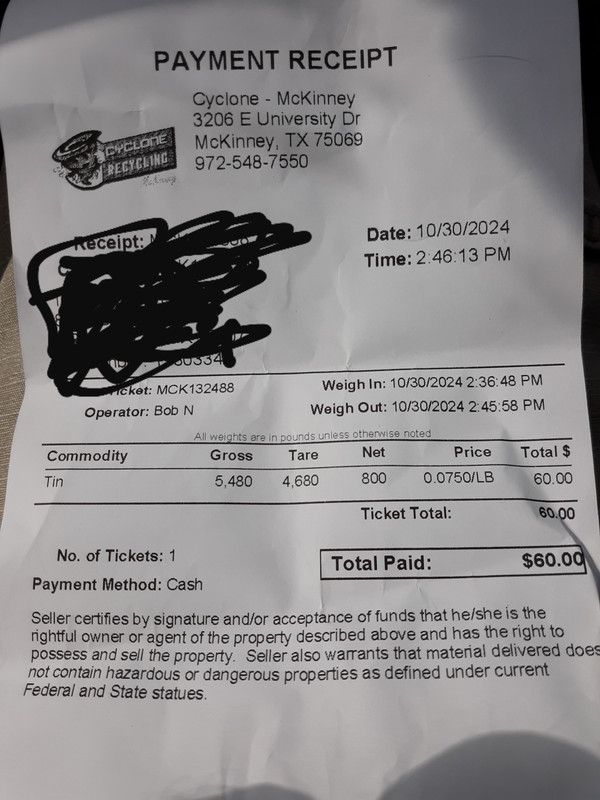 PAYMENT RECEIPT
Cyclone - McKinney
3206 E University Dr
McKinney, TX 75069
972-548-7550
CYCLONE
RECYCLING
McKinney
Receipt:
Date: 10/30/2024
Time: 2:46:13 PM
Ticket: MCK132488
Weigh In: 10/30/2024 2:36:48 PM
Operator: Bob N
Weigh Out: 10/30/2024 2:45:58 PM
All weights are in pounds unless otherwise noted
Commodity Gross Tare Net Price Total $
Tin 5,480 4,680 800 0.0750/LB 60.00
Ticket Total: 60.00
No. of Tickets: 1
Total Paid: $60.00
Payment Method: Cash
Seller certifies by signature and/or acceptance of funds that he/she is the
rightful owner or agent of the property described above and has the right to
possess and sell the property. Seller also warrants that material delivered does
not contain hazardous or dangerous properties as defined under current
Federal and State statues.